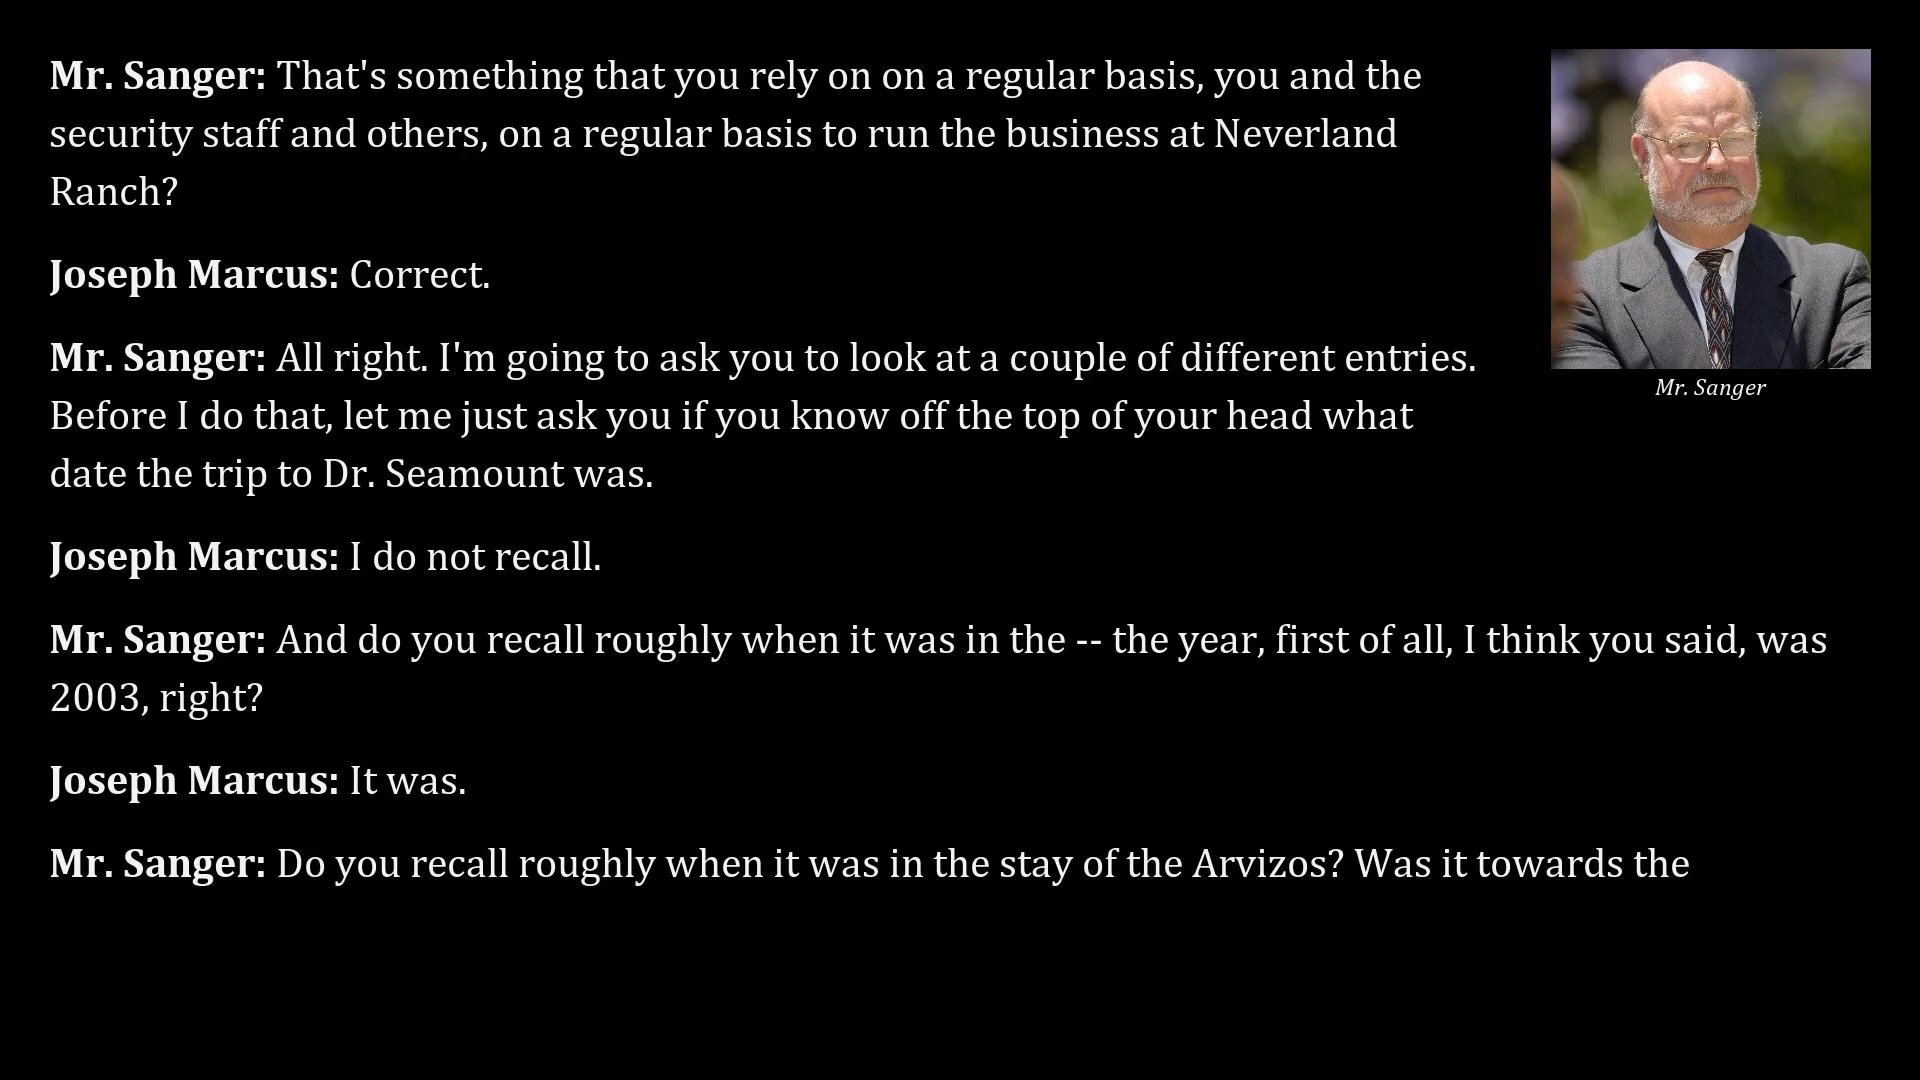 Mr. Sanger: That's something that you rely on on a regular basis, you and the
security staff and others, on a regular basis to run the business at Neverland
Ranch?
Joseph Marcus: Correct.
Mr. Sanger: All right. I'm going to ask you to look at a couple of different entries.
Before I do that, let me just ask you if you know off the top of your head what
date the trip to Dr. Seamount was.
Joseph Marcus: I do not recall.
Mr. Sanger: And do you recall roughly when it was in the -- the year, first of all, I think you said, was
2003, right?
Joseph Marcus: It was.
Mr. Sanger: Do you recall roughly when it was in the stay of the Arvizos? Was it towards the
Mr. Sanger